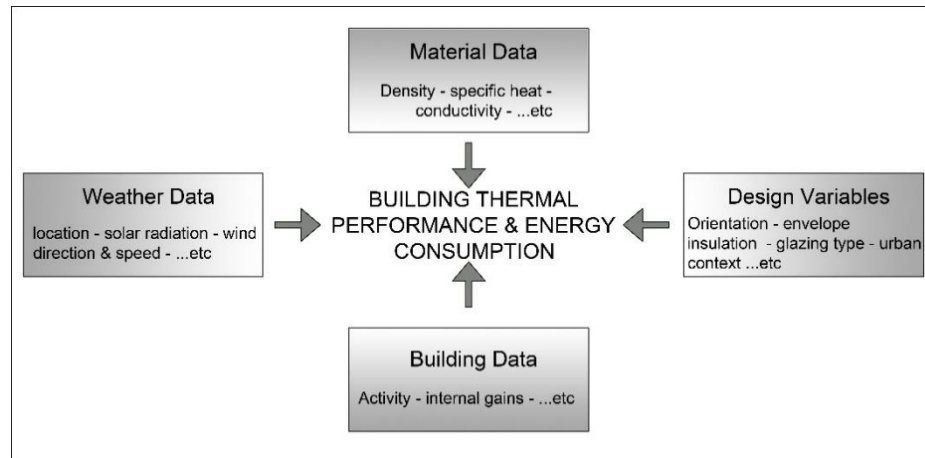 Material Data
Density - specific heat -
conductivity - ...etc
Weather Data
location - solar radiation - wind
direction & speed - ...etc
BUILDING THERMAL
PERFORMANCE & ENERGY
CONSUMPTION
Design Variables
Orientation - envelope
insulation - glazing type - urban
context ...etc
Building Data
Activity - internal gains - ...etc